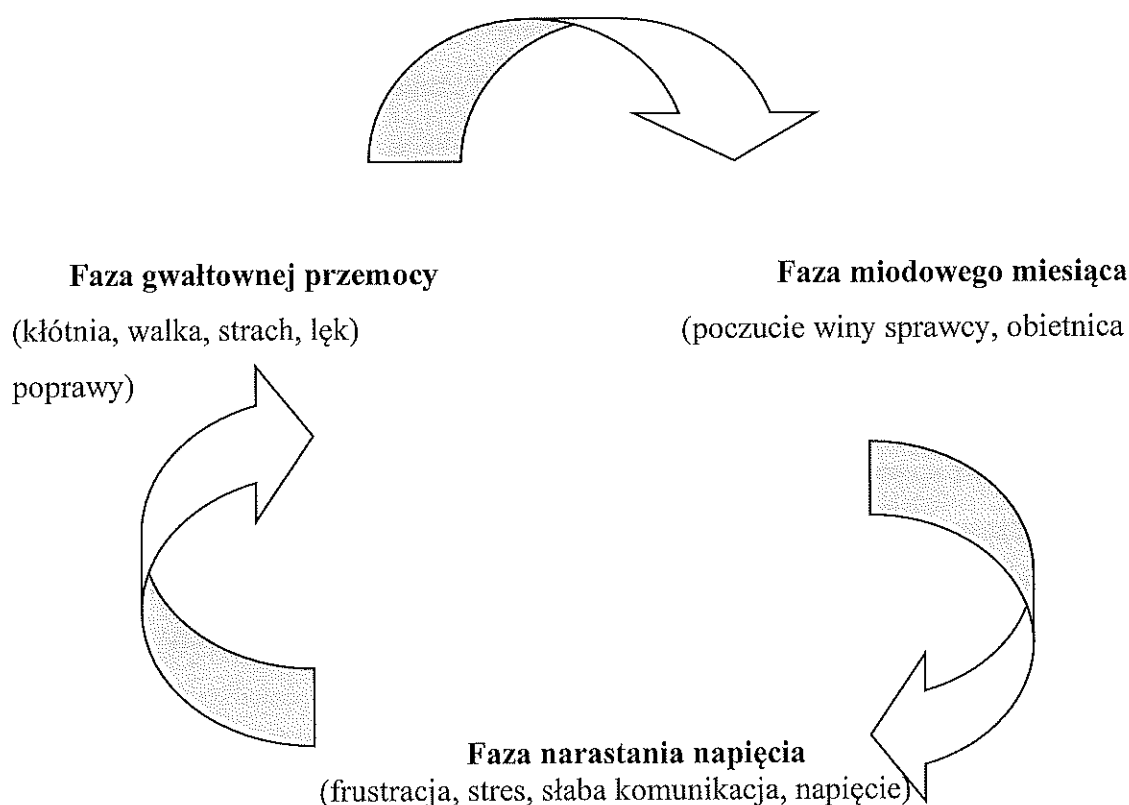 Faza gwałtownej przemocy
Faza miodowego miesiąca
(kłótnia, walka, strach, lęk)
(poczucie winy sprawcy, obietnica
poprawy)
Faza narastania napięcia
(frustracja, stres, słaba komunikacja, napięcie)